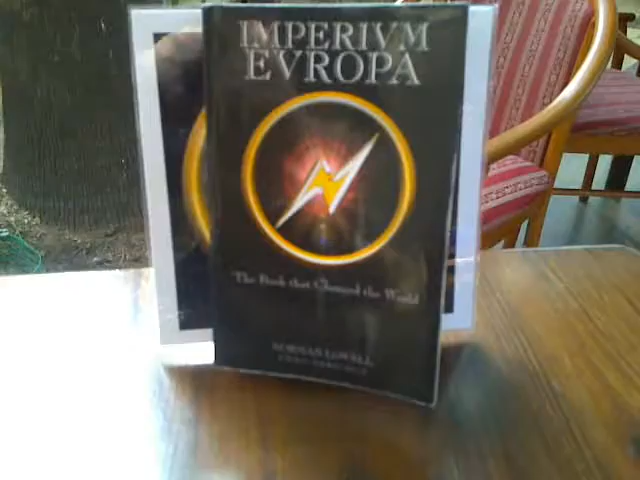 IMPERIVM
EVROPA
The Book that Changed the World
NORMAN LOWELL